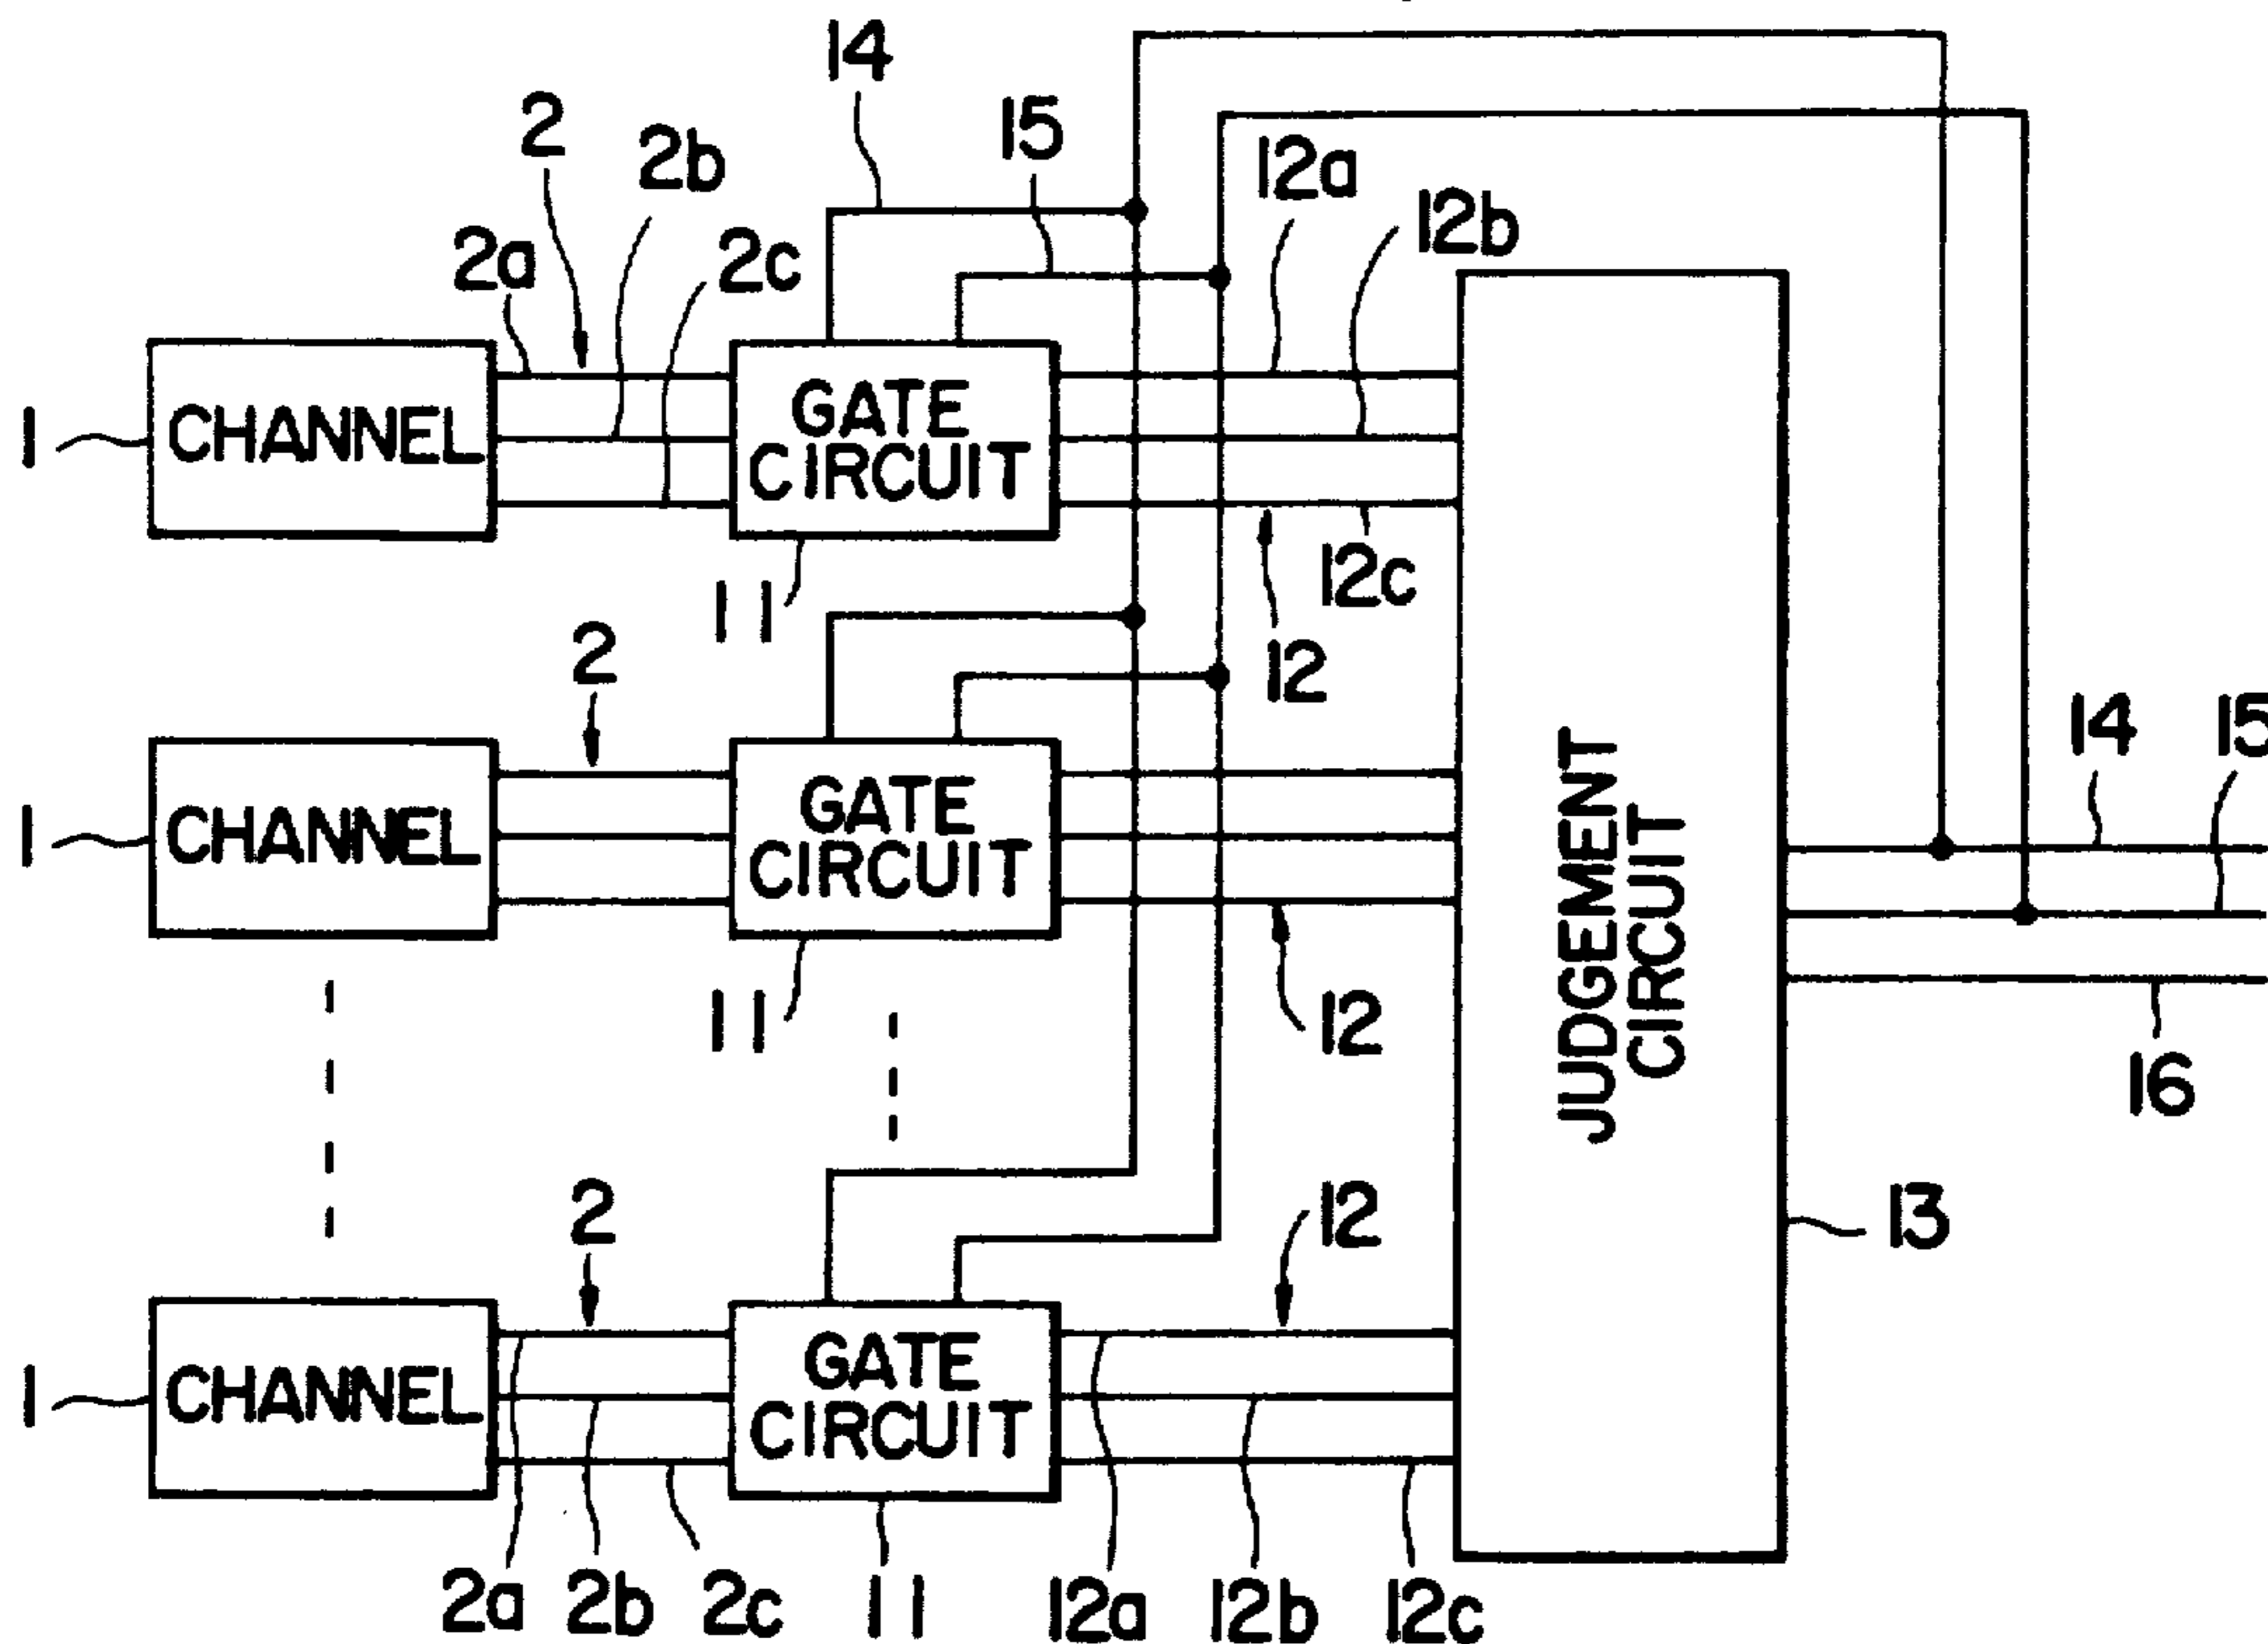 14
2
2b
15
12a
12b
2a
2c
1
CHANNEL
GATE
CIRCUIT
12c
11
2
12
14
15
1
CHANNEL
GATE
CIRCUIT
JUDGEMENT
CIRCUIT
11
12
16
2
12
13
1
CHANNEL
GATE
CIRCUIT
2a
2b
2c
11
12a
12b
12c